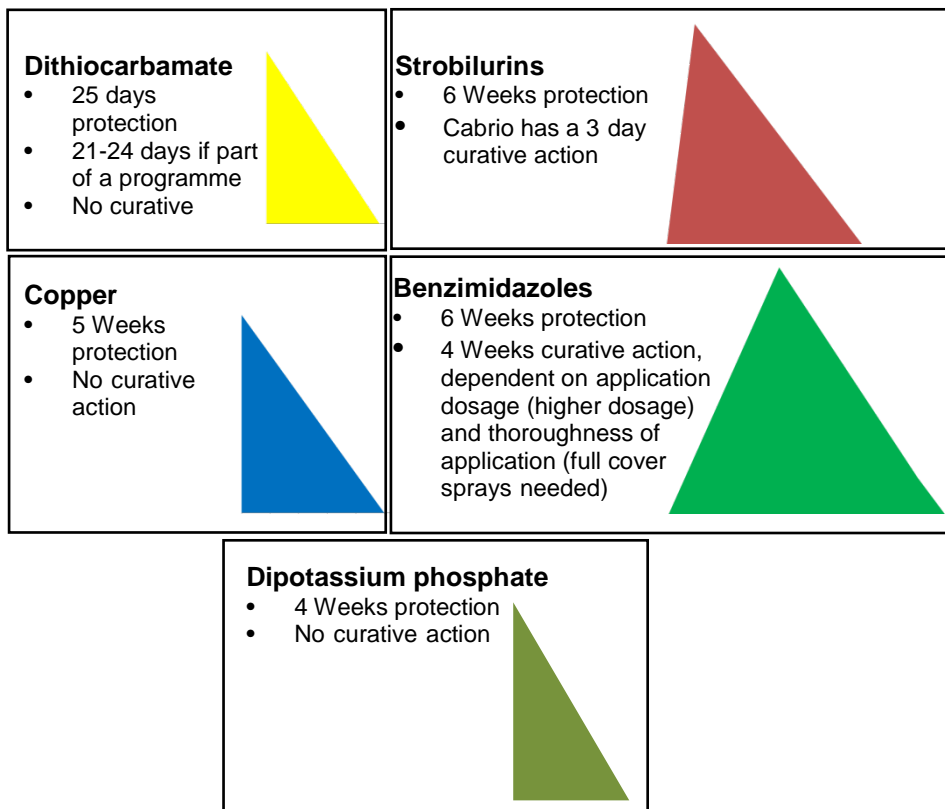 Dithiocarbamate
• 25 days
protection
• 21-24 days if part
of a programme
• No curative
Strobilurins
• 6 Weeks protection
• Cabrio has a 3 day
curative action
Copper
• 5 Weeks
protection
• No curative
action
Benzimidazoles
• 6 Weeks protection
• 4 Weeks curative action,
dependent on application
dosage (higher dosage)
and thoroughness of
application (full cover
sprays needed)
Dipotassium phosphate
• 4 Weeks protection
• No curative action